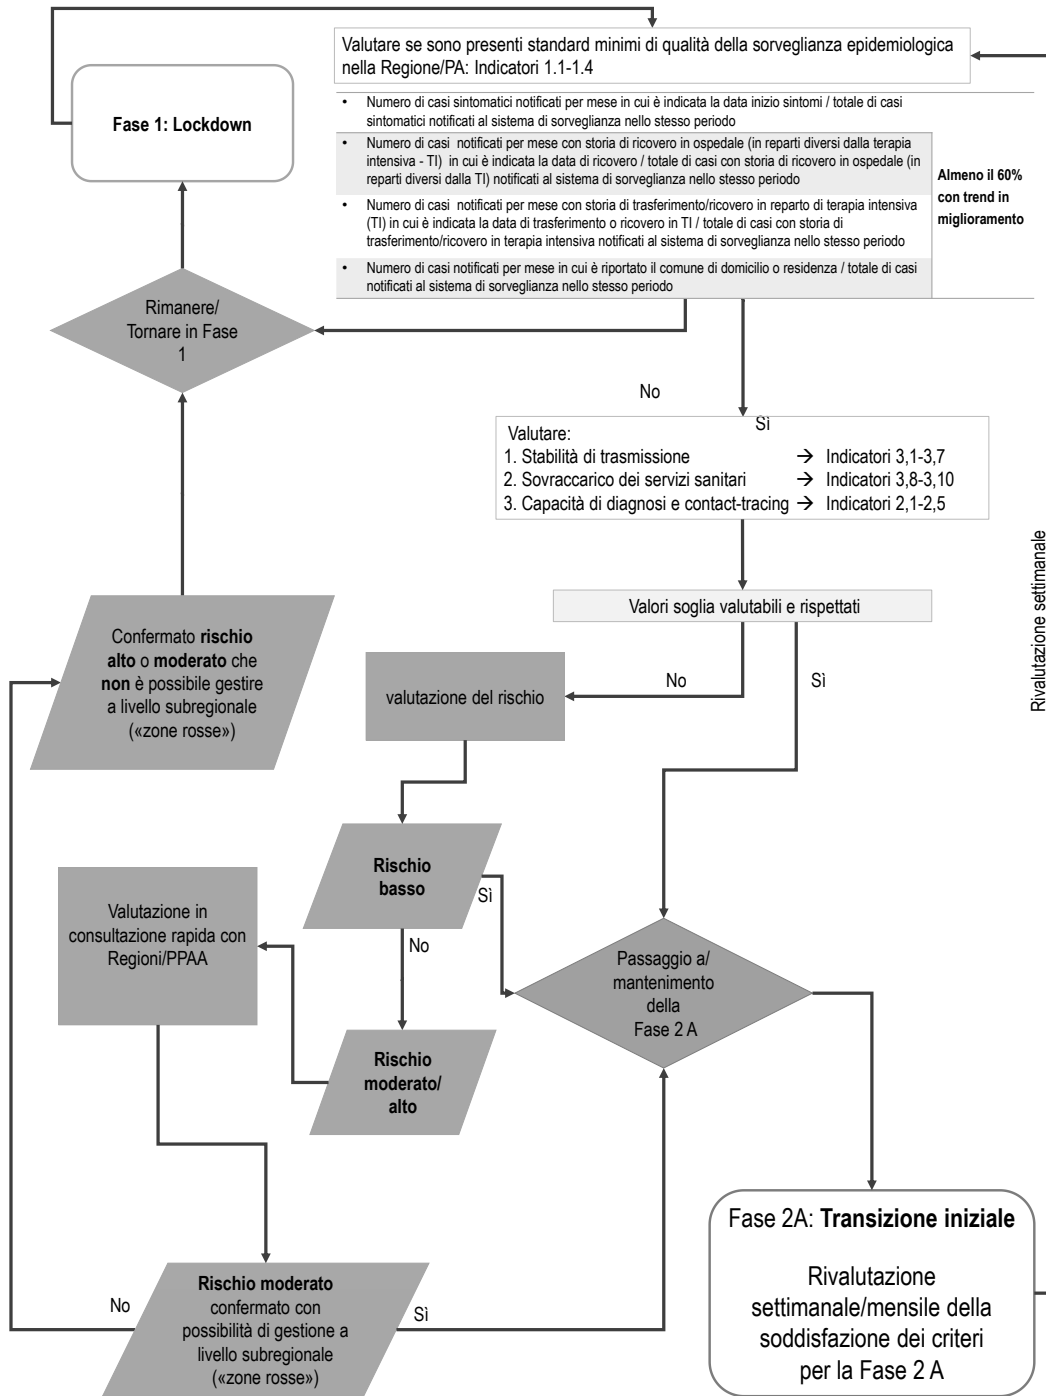 Valutare se sono presenti standard minimi di qualità della sorveglianza epidemiologica
nella Regione/PA: Indicatori 1.1-1.4
Fase 1: Lockdown
• Numero di casi sintomatici notificati per mese in cui è indicata la data inizio sintomi / totale di casi
sintomatici notificati al sistema di sorveglianza nello stesso periodo
• Numero di casi notificati per mese con storia di ricovero in ospedale (in reparti diversi dalla terapia
intensiva - TI) in cui è indicata la data di ricovero / totale di casi con storia di ricovero in ospedale (in
reparti diversi dalla TI) notificati al sistema di sorveglianza nello stesso periodo
• Numero di casi notificati per mese con storia di trasferimento/ricovero in reparto di terapia intensiva
(TI) in cui è indicata la data di trasferimento o ricovero in TI / totale di casi con storia di
trasferimento/ricovero in terapia intensiva notificati al sistema di sorveglianza nello stesso periodo
• Numero di casi notificati per mese in cui è riportato il comune di domicilio o residenza / totale di casi
notificati al sistema di sorveglianza nello stesso periodo
Almeno il 60%
con trend in
miglioramento
Rimanere/
Tornare in Fase
1
No
Sì
Valutare:
1. Stabilità di trasmissione → Indicatori 3,1-3,7
2. Sovraccarico dei servizi sanitari → Indicatori 3,8-3,10
3. Capacità di diagnosi e contact-tracing → Indicatori 2,1-2,5
Rivalutazione settimanale
Valori soglia valutabili e rispettati
Confermato rischio
alto o moderato che
non è possibile gestire
a livello subregionale
(«zone rosse»)
No
Sì
valutazione del rischio
Rischio
basso
Sì
No
Valutazione in
consultazione rapida con
Regioni/PPAA
Passaggio a/
mantenimento
della
Fase 2 A
Rischio
moderato/
alto
Fase 2A: Transizione iniziale
Rivalutazione
settimanale/mensile della
soddisfazione dei criteri
per la Fase 2 A
Rischio moderato
confermato con
possibilità di gestione a
livello subregionale
(«zone rosse»)
No
Sì